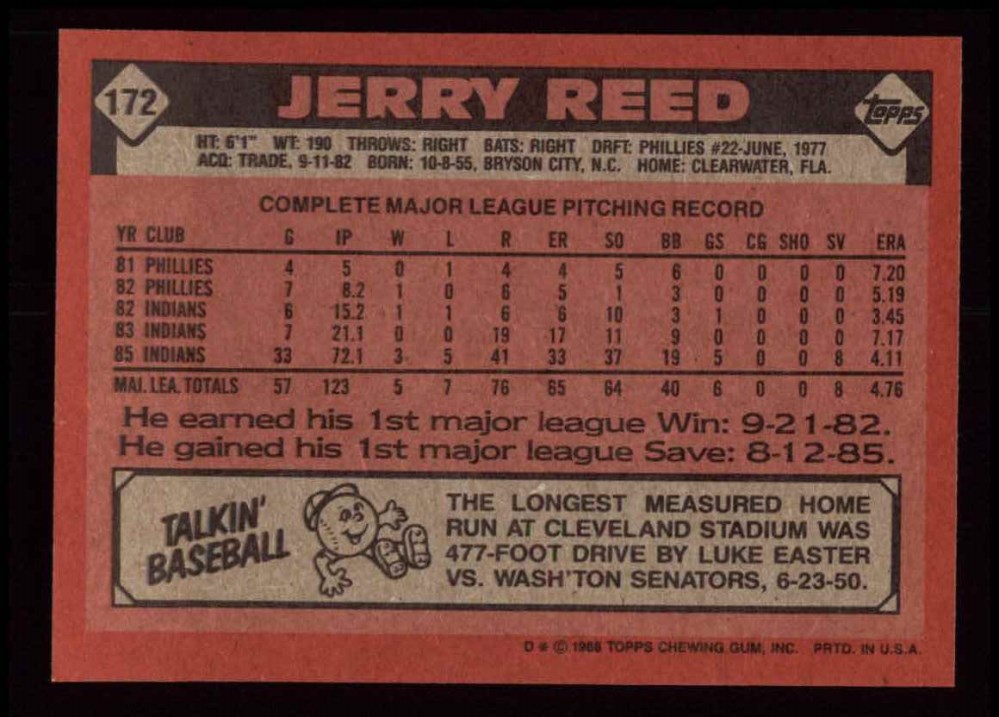 172
JERRY REED
Topps
HT: 6'1" WT: 190 THROWS: RIGHT BATS: RIGHT DRFT: PHILLIES #22-JUNE, 1977
ACQ: TRADE, 9-11-82 BORN: 10-8-55, BRYSON CITY, N.C. HOME: CLEARWATER, FLA.
COMPLETE MAJOR LEAGUE PITCHING RECORD
YR CLUB G IP W L R ER SO BB GS CG SHO SV ERA
81 PHILLIES 4 5 0 1 4 4 5 6 0 0 0 0 7.20
82 PHILLIES 7 8.2 1 0 6 5 1 3 0 0 0 0 5.19
82 INDIANS 6 15.2 1 1 6 6 10 3 1 0 0 0 3.45
83 INDIANS 7 21.1 0 0 19 17 11 9 0 0 0 0 7.17
85 INDIANS 33 72.1 3 5 41 33 37 19 5 0 0 8 4.11
MAJ. LEA. TOTALS 57 123 5 7 76 65 64 40 6 0 0 8 4.76
He earned his 1st major league Win: 9-21-82.
He gained his 1st major league Save: 8-12-85.
TALKIN'
BASEBALL
THE LONGEST MEASURED HOME
RUN AT CLEVELAND STADIUM WAS
477-FOOT DRIVE BY LUKE EASTER
VS. WASH'TON SENATORS, 6-23-50.
D * © 1986 TOPPS CHEWING GUM, INC. PRTD. IN U.S.A.